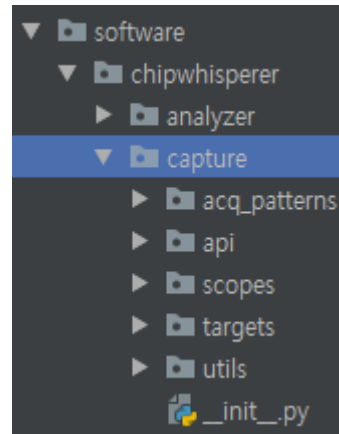 software
chipwhisperer
analyzer
capture
acq_patterns
api
scopes
targets
utils
__init__.py